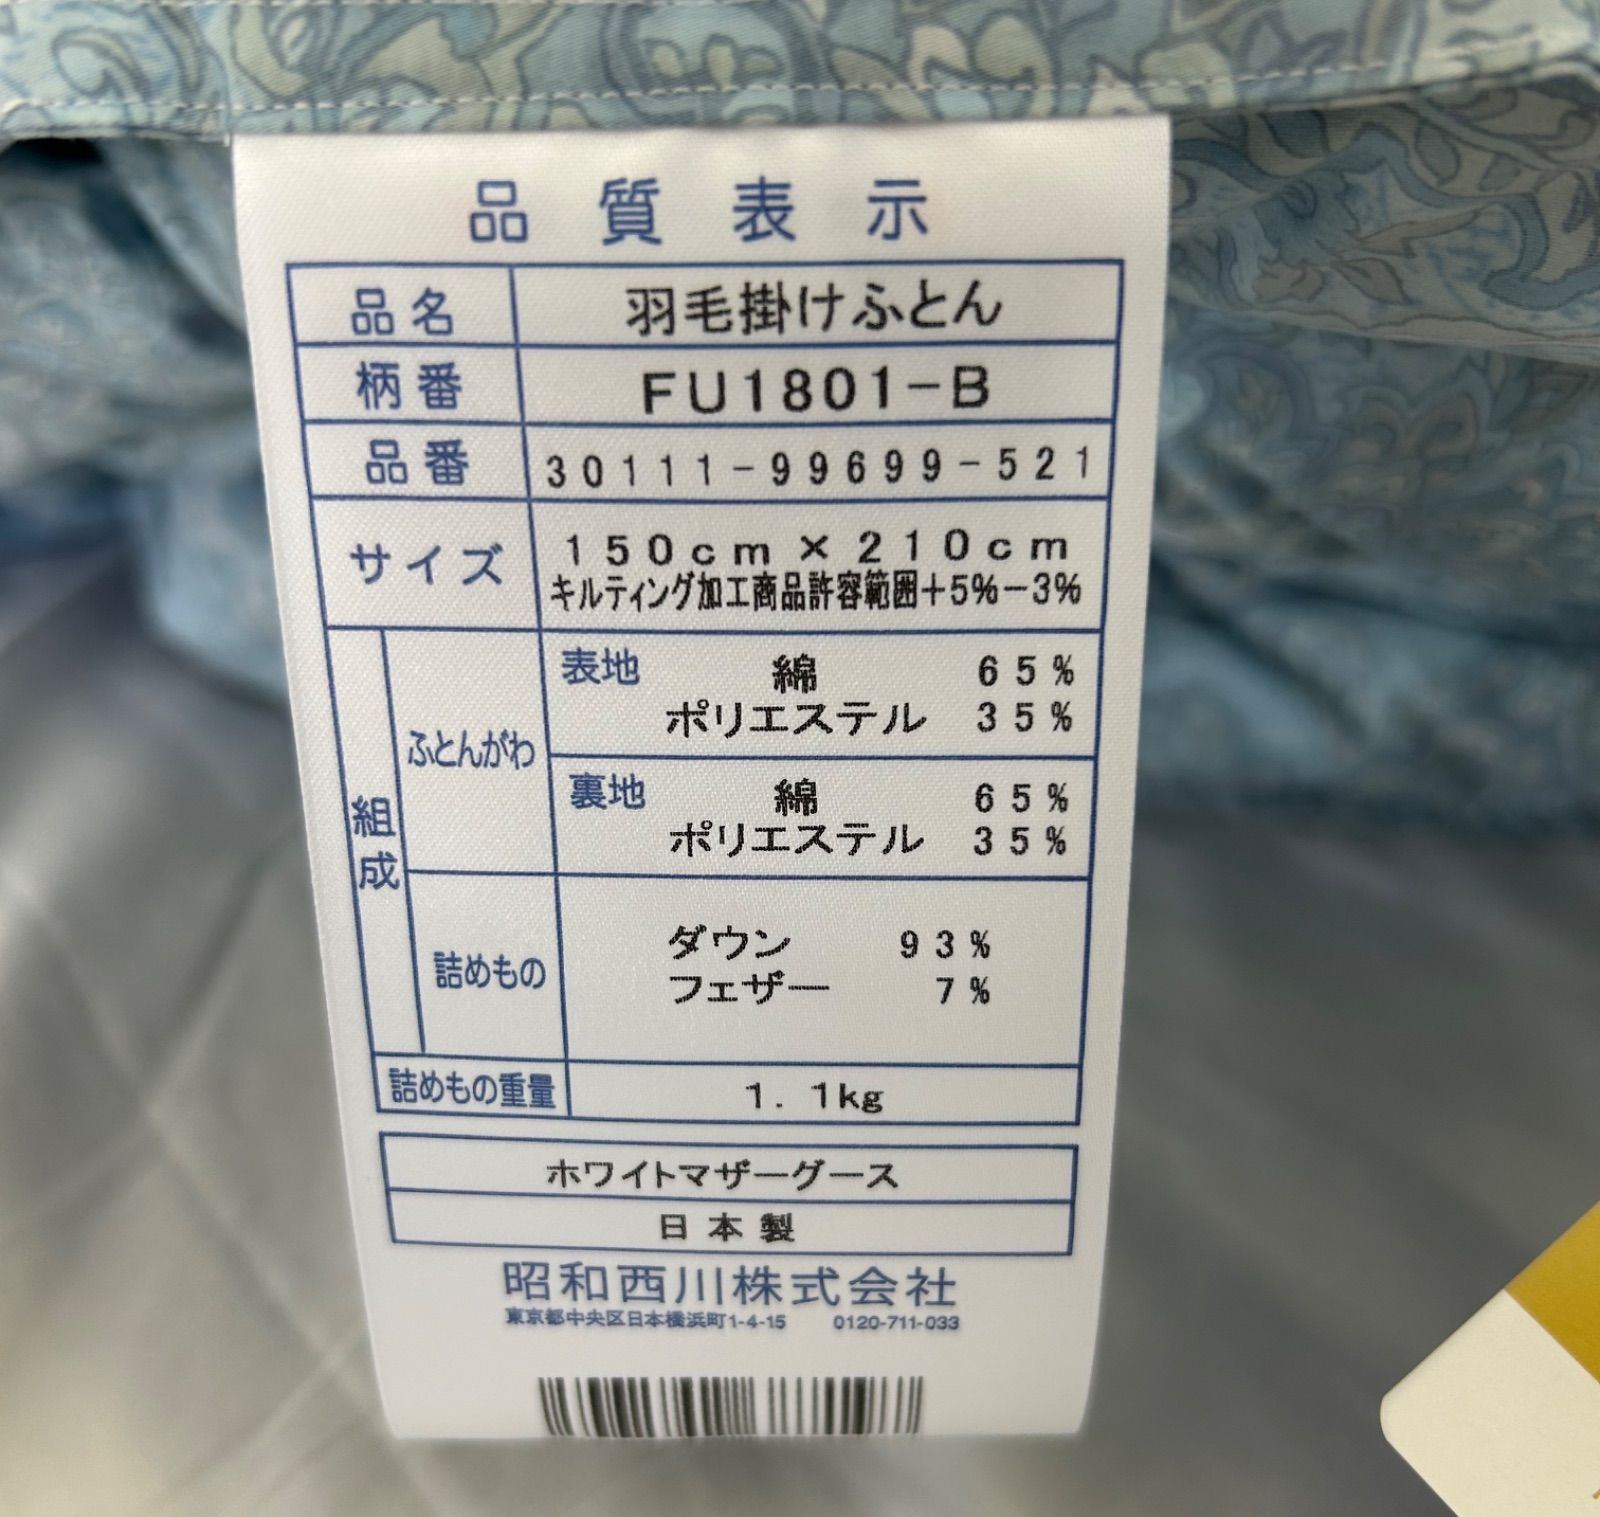 品質表示
品名 羽毛掛けふとん
柄番 FU1801-B
品番 30111-99699-521
サイズ 150cm×210cm
キルティング加工商品許容範囲+5%-3%
組成
ふとんがわ
表地 綿 65%
ポリエステル 35%
裏地 綿 65%
ポリエステル 35%
詰めもの
ダウン 93%
フェザー 7%
詰めもの重量 1.1kg
ホワイトマザーグース
日本製
昭和西川株式会社
東京都中央区日本橋浜町1-4-15 0120-711-033